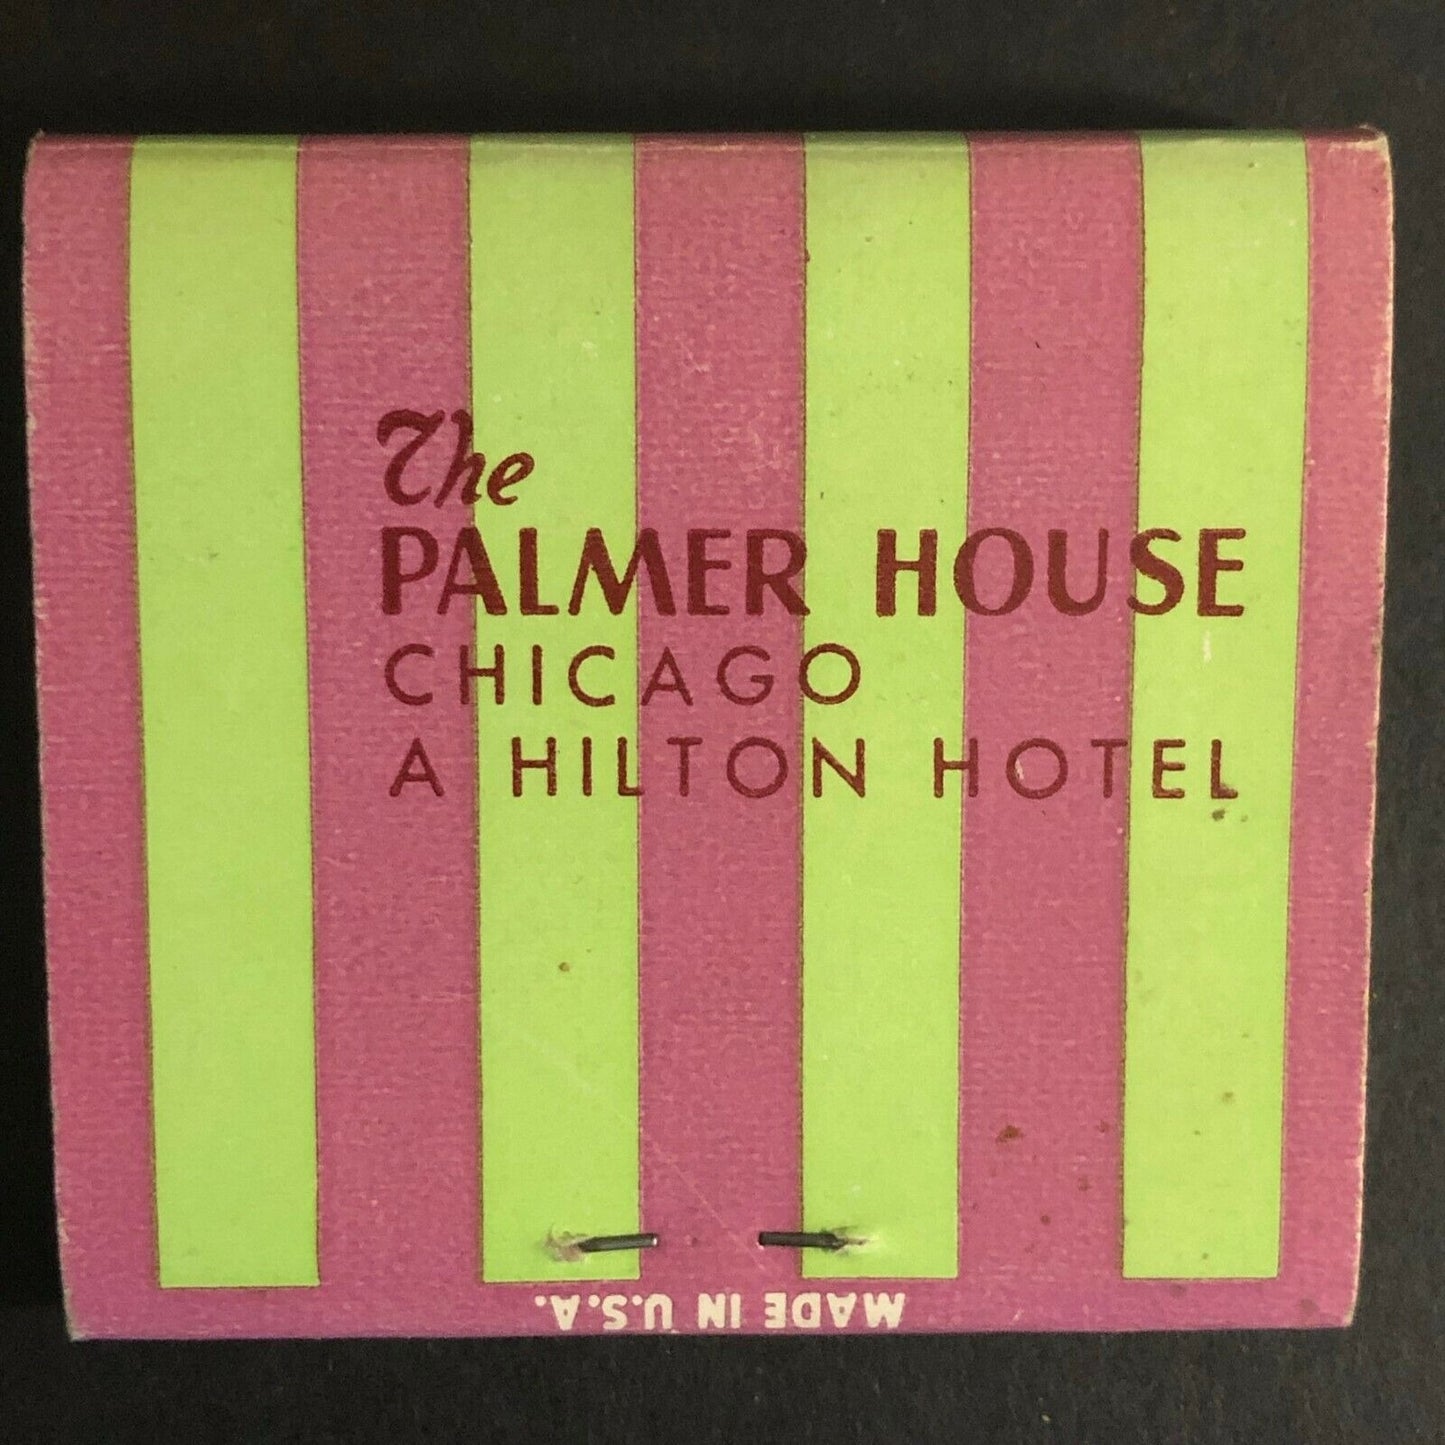 The
PALMER HOUSE
CHICAGO
A HILTON HOTEL
MADE IN U.S.A.